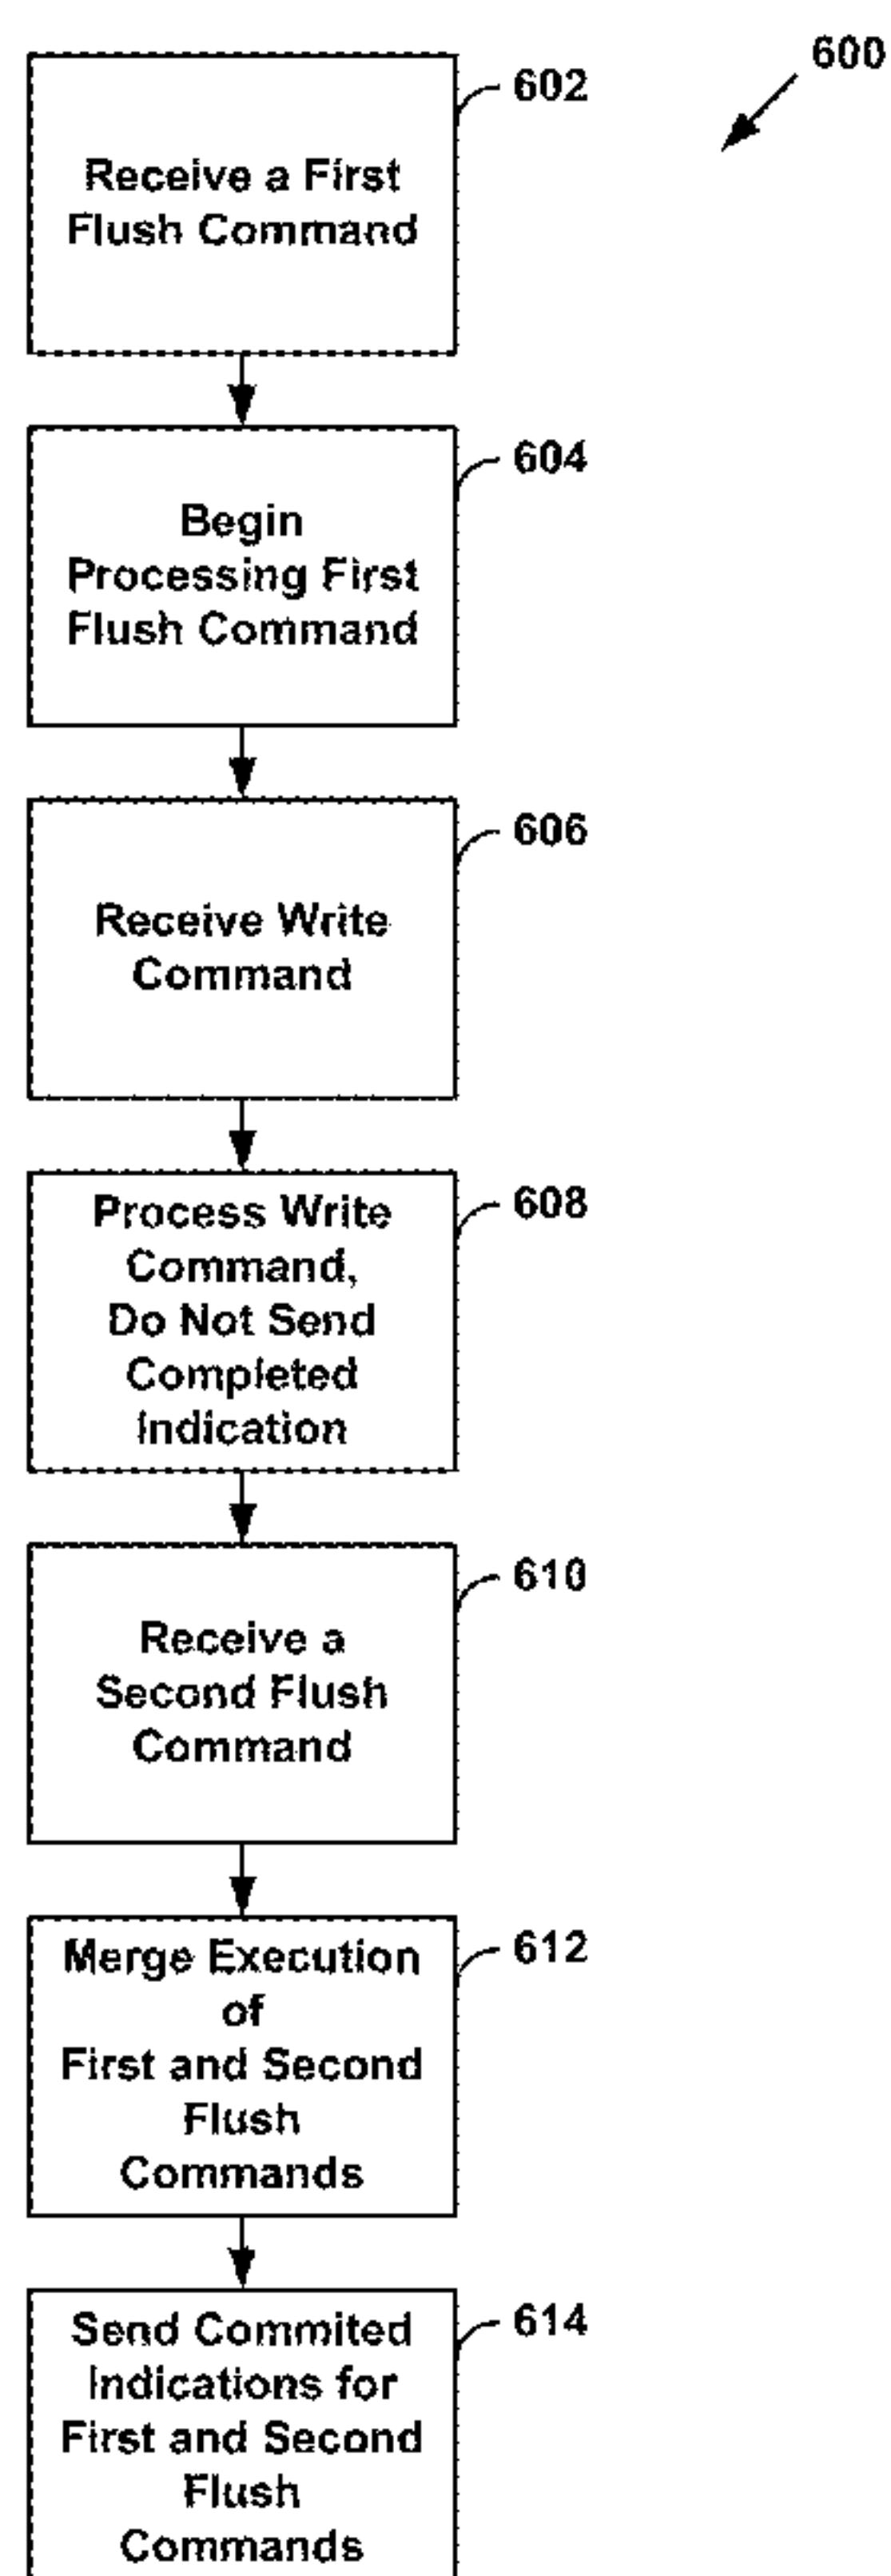 600
602
Receive a First
Flush Command
604
Begin
Processing First
Flush Command
606
Receive Write
Command
608
Process Write
Command,
Do Not Send
Completed
Indication
610
Receive a
Second Flush
Command
612
Merge Execution
of
First and Second
Flush
Commands
614
Send Commited
Indications for
First and Second
Flush
Commands